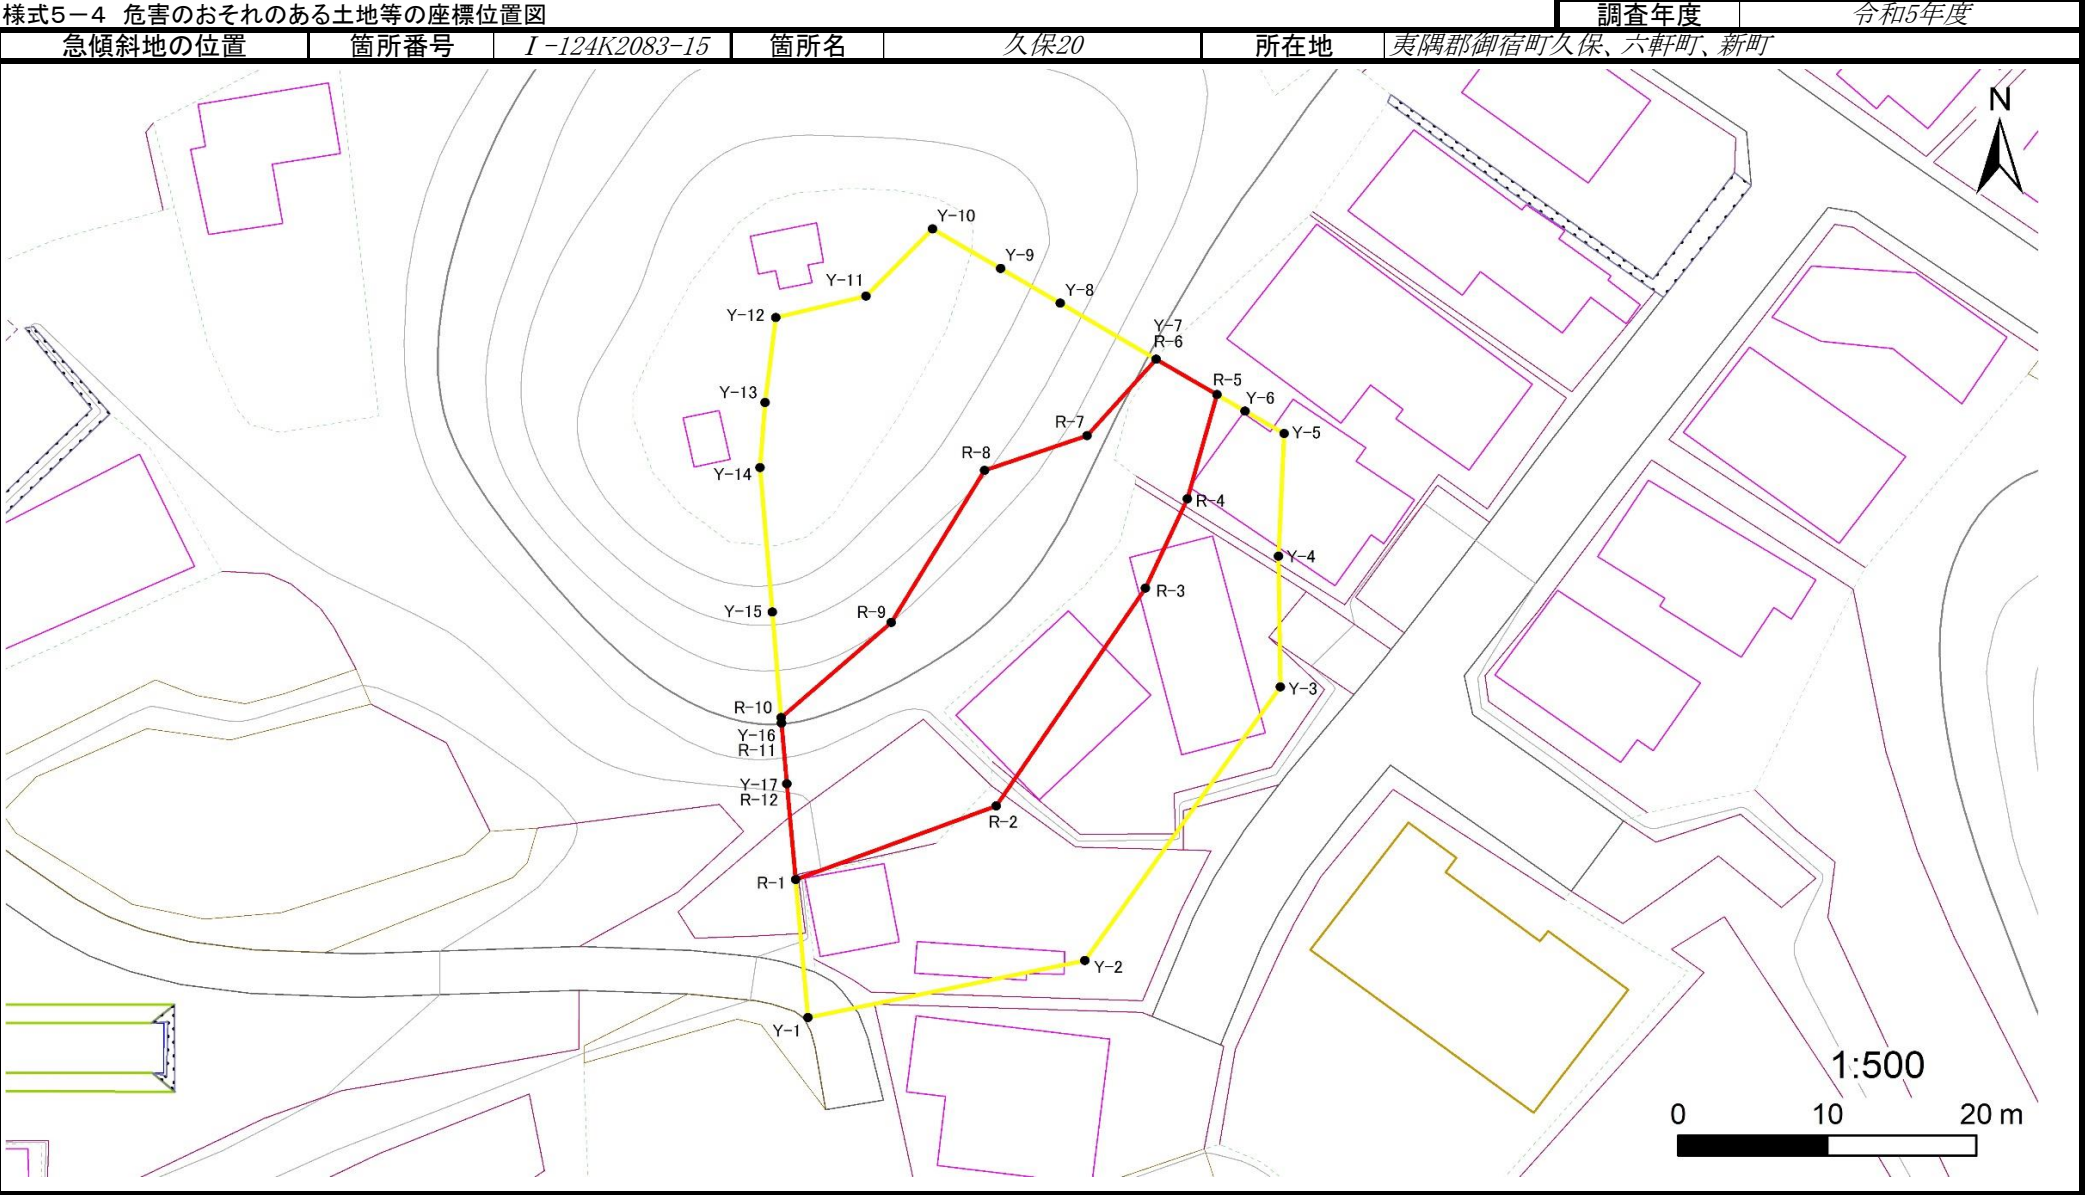 様式５－４ 危害のおそれのある土地等の座標位置図 調査年度 令和5年度
急傾斜地の位置 箇所番号 Ⅰ-124K2083-15 箇所名 久保20 所在地 夷隅郡御宿町久保、六軒町、新町
N
Y-10
Y-9
Y-11
Y-8
Y-12
Y-7
R-6
R-5
Y-13
Y-6
R-7
Y-5
R-8
Y-14
R-4
Y-4
R-3
Y-15
R-9
Y-3
R-10
Y-16
R-11
Y-17
R-12
R-2
R-1
Y-2
Y-1
1:500
0 10 20 m